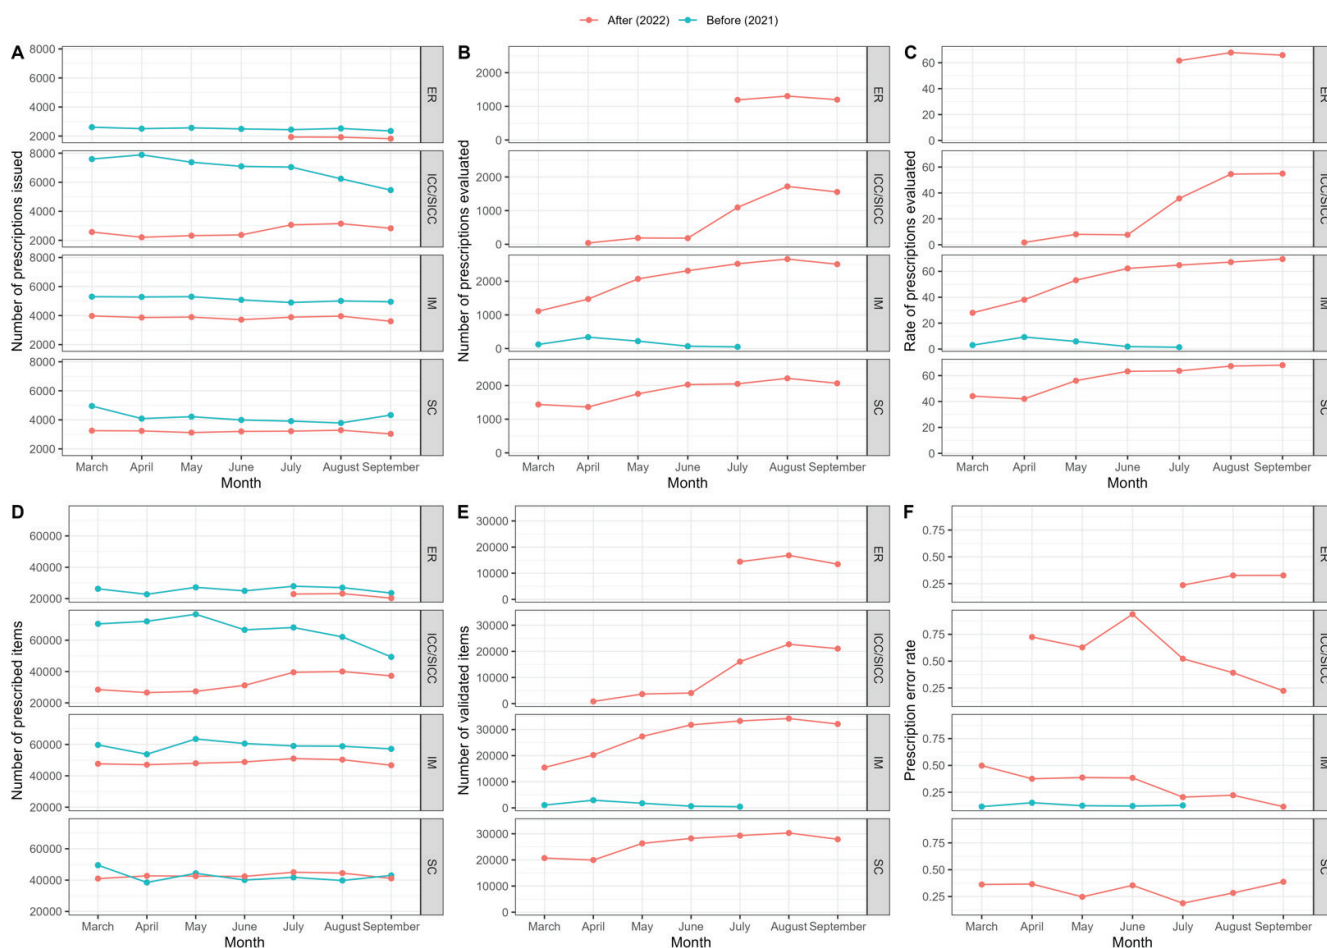 After (2022) Before (2021)
A
Number of prescriptions issued
8000
6000
4000
2000
ER
8000
6000
4000
2000
ICC/SICC
8000
6000
4000
2000
IM
8000
6000
4000
2000
SC
March April May June July August September
Month
B
Number of prescriptions evaluated
2000
1000
0
ER
2000
1000
0
ICC/SICC
2000
1000
0
IM
2000
1000
0
SC
March April May June July August September
Month
C
Rate of prescriptions evaluated
60
40
20
0
ER
60
40
20
0
ICC/SICC
60
40
20
0
IM
60
40
20
0
SC
March April May June July August September
Month
D
Number of prescribed items
60000
40000
20000
ER
60000
40000
20000
ICC/SICC
60000
40000
20000
IM
60000
40000
20000
SC
March April May June July August September
Month
E
Number of validated items
30000
20000
10000
0
ER
30000
20000
10000
0
ICC/SICC
30000
20000
10000
0
IM
30000
20000
10000
0
SC
March April May June July August September
Month
F
Prescription error rate
0.75
0.50
0.25
ER
0.75
0.50
0.25
ICC/SICC
0.75
0.50
0.25
IM
0.75
0.50
0.25
SC
March April May June July August September
Month